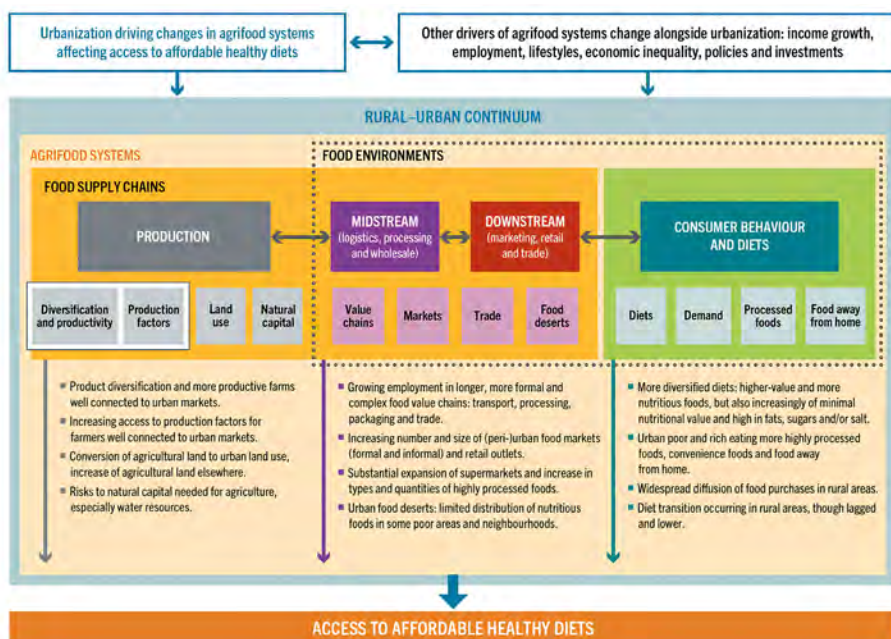 Urbanization driving changes in agrifood systems
affecting access to affordable healthy diets
Other drivers of agrifood systems change alongside urbanization: income growth,
employment, lifestyles, economic inequality, policies and investments
RURAL–URBAN CONTINUUM
AGRIFOOD SYSTEMS
FOOD ENVIRONMENTS
FOOD SUPPLY CHAINS
PRODUCTION
MIDSTREAM
(logistics, processing
and wholesale)
DOWNSTREAM
(marketing, retail
and trade)
CONSUMER BEHAVIOUR
AND DIETS
Diversification
and productivity
Production
factors
Land
use
Natural
capital
Value
chains
Markets
Trade
Food
deserts
Diets
Demand
Processed
foods
Food away
from home
■ Product diversification and more productive farms
well connected to urban markets.
■ Increasing access to production factors for
farmers well connected to urban markets.
■ Conversion of agricultural land to urban land use,
increase of agricultural land elsewhere.
■ Risks to natural capital needed for agriculture,
especially water resources.
■ Growing employment in longer, more formal and
complex food value chains: transport, processing,
packaging and trade.
■ Increasing number and size of (peri-)urban food markets
(formal and informal) and retail outlets.
■ Substantial expansion of supermarkets and increase in
types and quantities of highly processed foods.
■ Urban food deserts: limited distribution of nutritious
foods in some poor areas and neighbourhoods.
■ More diversified diets: higher-value and more
nutritious foods, but also increasingly of minimal
nutritional value and high in fats, sugars and/or salt.
■ Urban poor and rich eating more highly processed
foods, convenience foods and food away
from home.
■ Widespread diffusion of food purchases in rural areas.
■ Diet transition occurring in rural areas, though lagged
and lower.
ACCESS TO AFFORDABLE HEALTHY DIETS